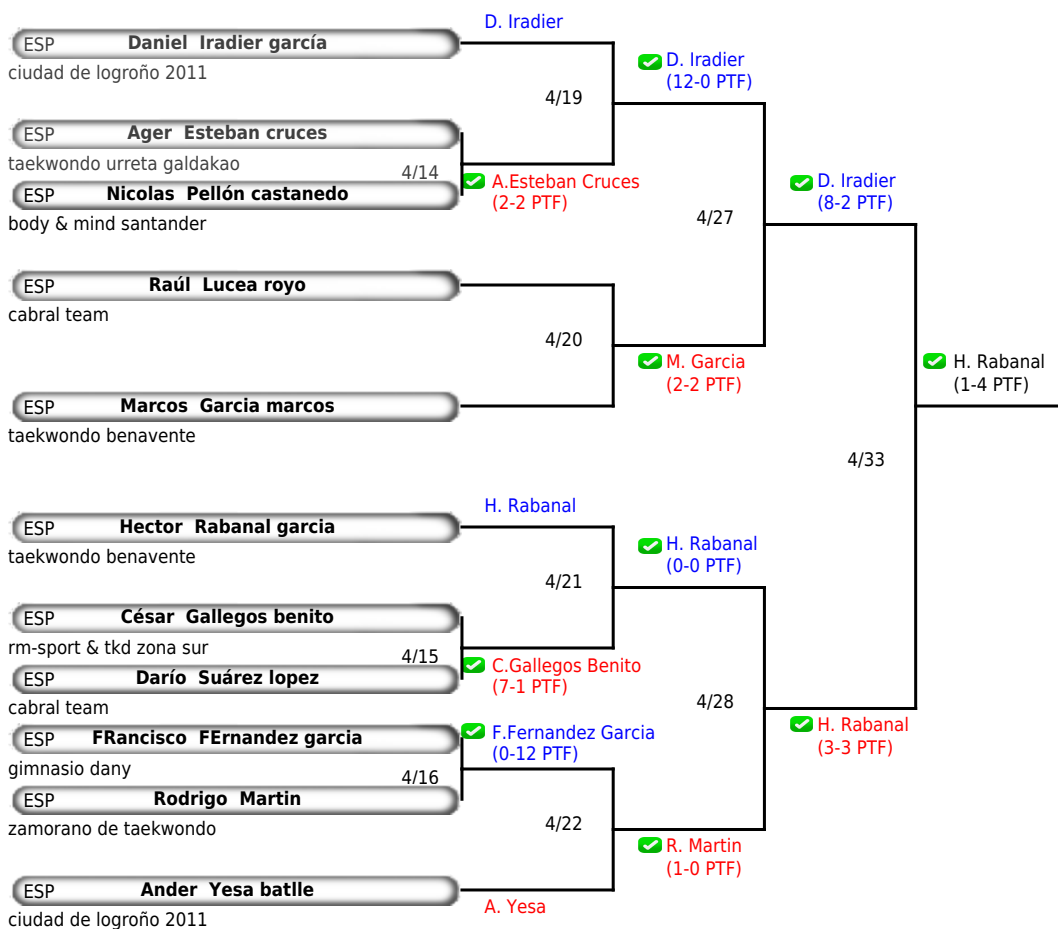 D. Iradier
ESP Daniel Iradier garcía
ciudad de logroño 2011
D. Iradier
(12-0 PTF)
4/19
ESP Ager Esteban cruces
taekwondo urreta galdakao
4/14
ESP Nicolas Pellón castanedo
body & mind santander
A.Esteban Cruces
(2-2 PTF)
D. Iradier
(8-2 PTF)
4/27
ESP Raúl Lucea royo
cabral team
4/20
M. Garcia
(2-2 PTF)
H. Rabanal
(1-4 PTF)
ESP Marcos Garcia marcos
taekwondo benavente
4/33
H. Rabanal
ESP Hector Rabanal garcia
taekwondo benavente
H. Rabanal
(0-0 PTF)
4/21
ESP César Gallegos benito
rm-sport & tkd zona sur
4/15
ESP Darío Suárez lopez
cabral team
C.Gallegos Benito
(7-1 PTF)
4/28
H. Rabanal
(3-3 PTF)
ESP FRancisco FErnandez garcia
gimnasio dany
F.Fernandez Garcia
(0-12 PTF)
4/16
ESP Rodrigo Martin
zamorano de taekwondo
4/22
R. Martin
(1-0 PTF)
ESP Ander Yesa batlle
ciudad de logroño 2011
A. Yesa